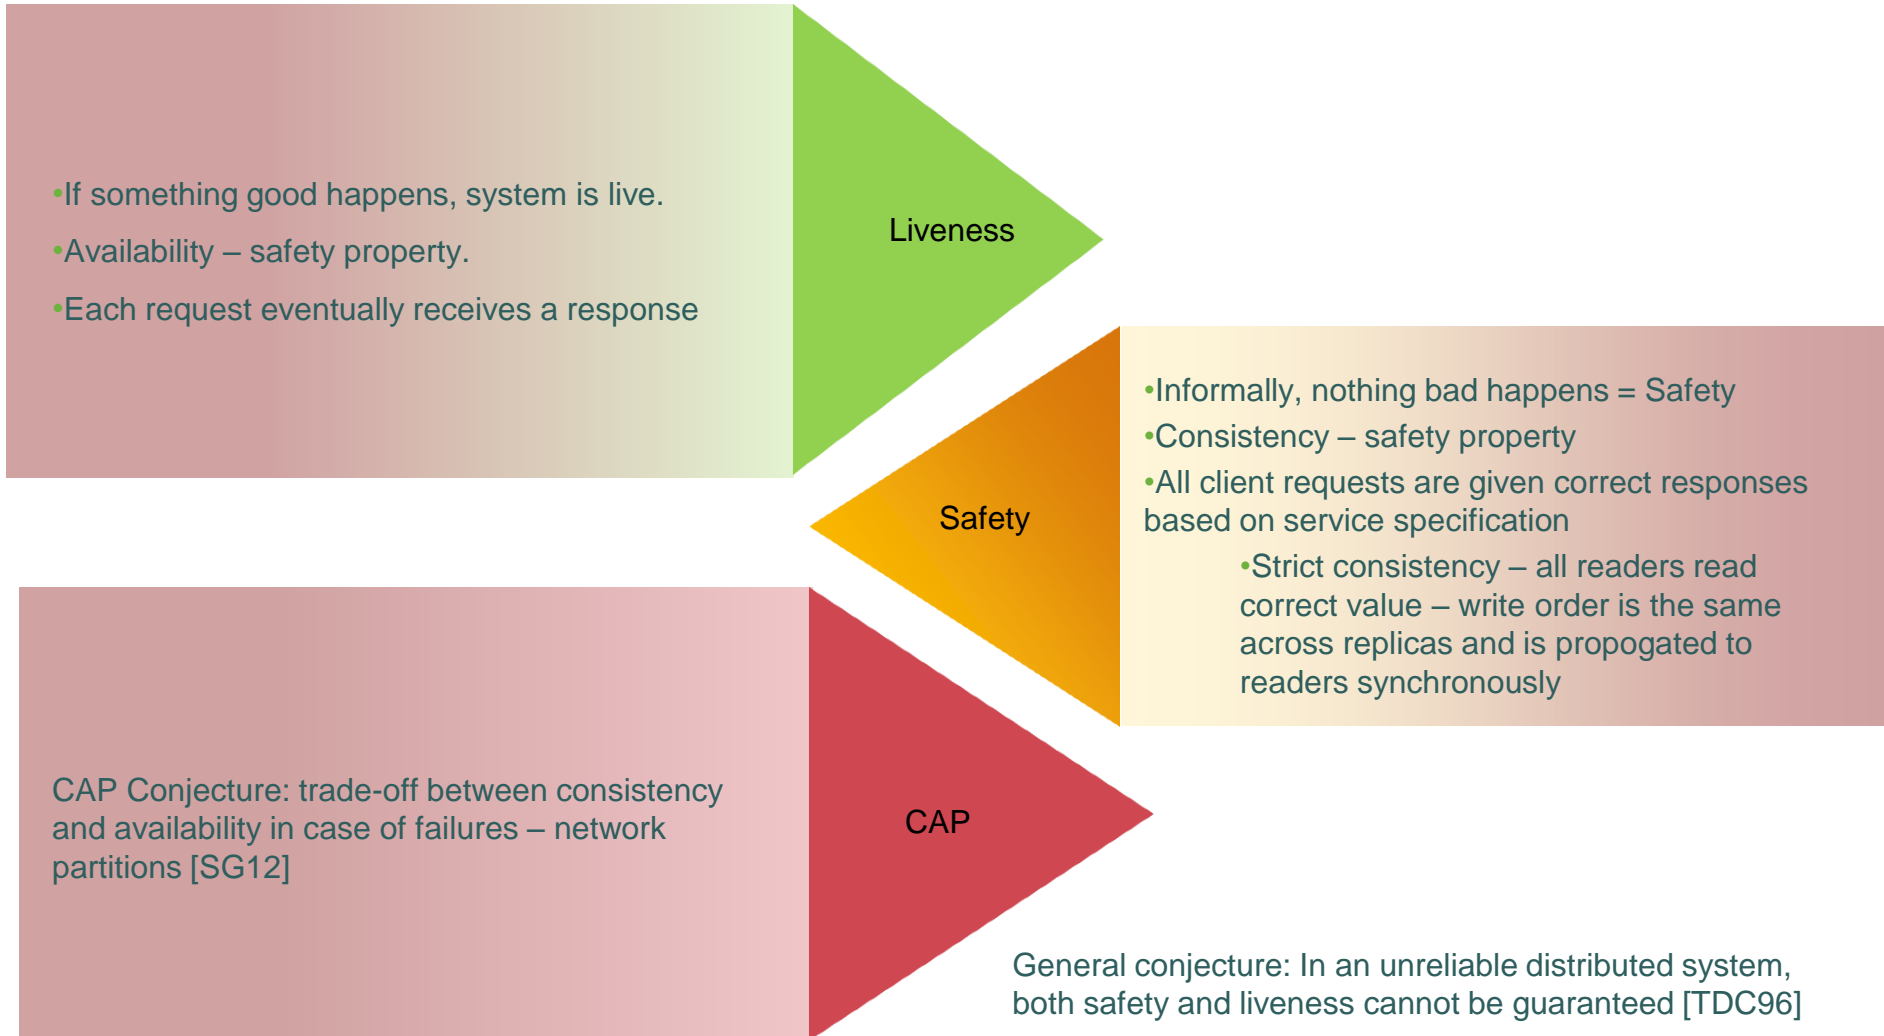 •If something good happens, system is live.
•Availability – safety property.
•Each request eventually receives a response
Liveness
Safety
•Informally, nothing bad happens = Safety
•Consistency – safety property
•All client requests are given correct responses
based on service specification
•Strict consistency – all readers read
correct value – write order is the same
across replicas and is propogated to
readers synchronously
CAP Conjecture: trade-off between consistency
and availability in case of failures – network
partitions [SG12]
CAP
General conjecture: In an unreliable distributed system,
both safety and liveness cannot be guaranteed [TDC96]